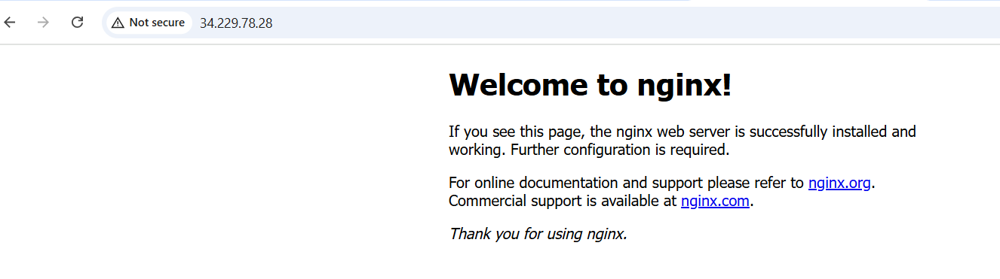 Not secure 34.229.78.28
Welcome to nginx!
If you see this page, the nginx web server is successfully installed and
working. Further configuration is required.
For online documentation and support please refer to nginx.org.
Commercial support is available at nginx.com.
Thank you for using nginx.